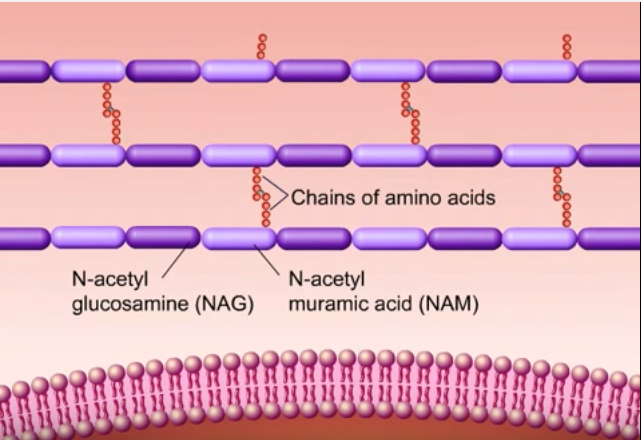 Chains of amino acids
N-acetyl
glucosamine (NAG)
N-acetyl
muramic acid (NAM)